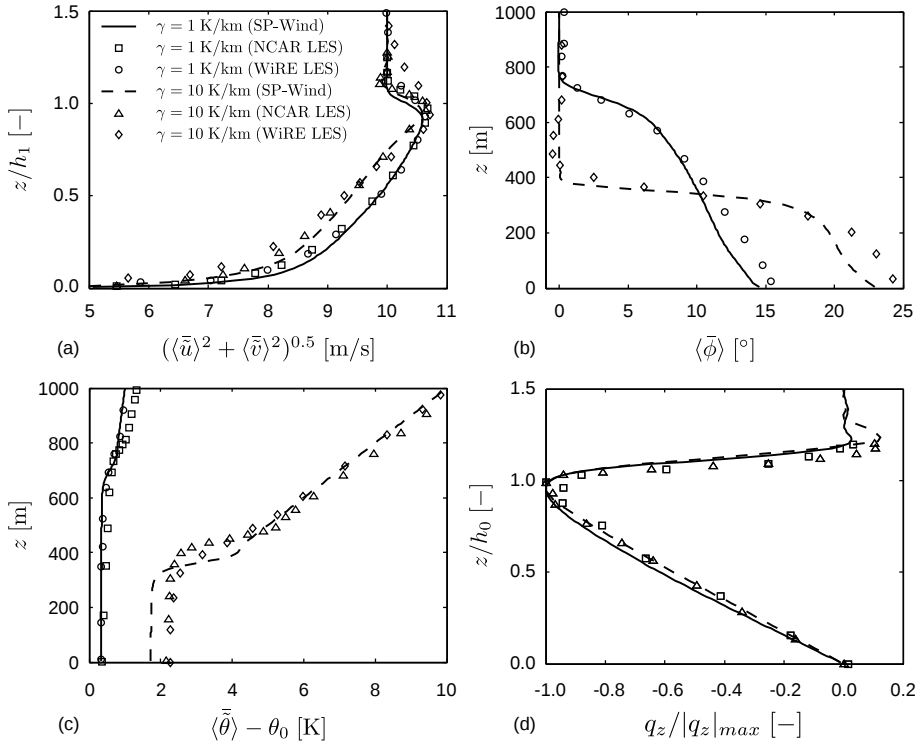 1.5
1.0
0.5
0.0
z/h₁ [−]
γ = 1 K/km (SP-Wind)
γ = 1 K/km (NCAR LES)
γ = 1 K/km (WiRE LES)
γ = 10 K/km (SP-Wind)
γ = 10 K/km (NCAR LES)
γ = 10 K/km (WiRE LES)
5 6 7 8 9 10 11
(a) (⟨ũ̄⟩² + ⟨ṽ̄⟩²)^0.5 [m/s]
1000
800
600
400
200
0
z [m]
0 5 10 15 20 25
(b) ⟨ϕ̄⟩ [°]
1000
800
600
400
1000
000
z [m]
0 2 4 6 8 10
(c) ⟨θ̃̄⟩ − θ₀ [K]
1.5
1.0
0.5
0.0
z/h₀ [−]
-1.0 -0.8 -0.6 -0.4 -0.2 0.0 0.2
(d) q_z/|q_z|_max [−]